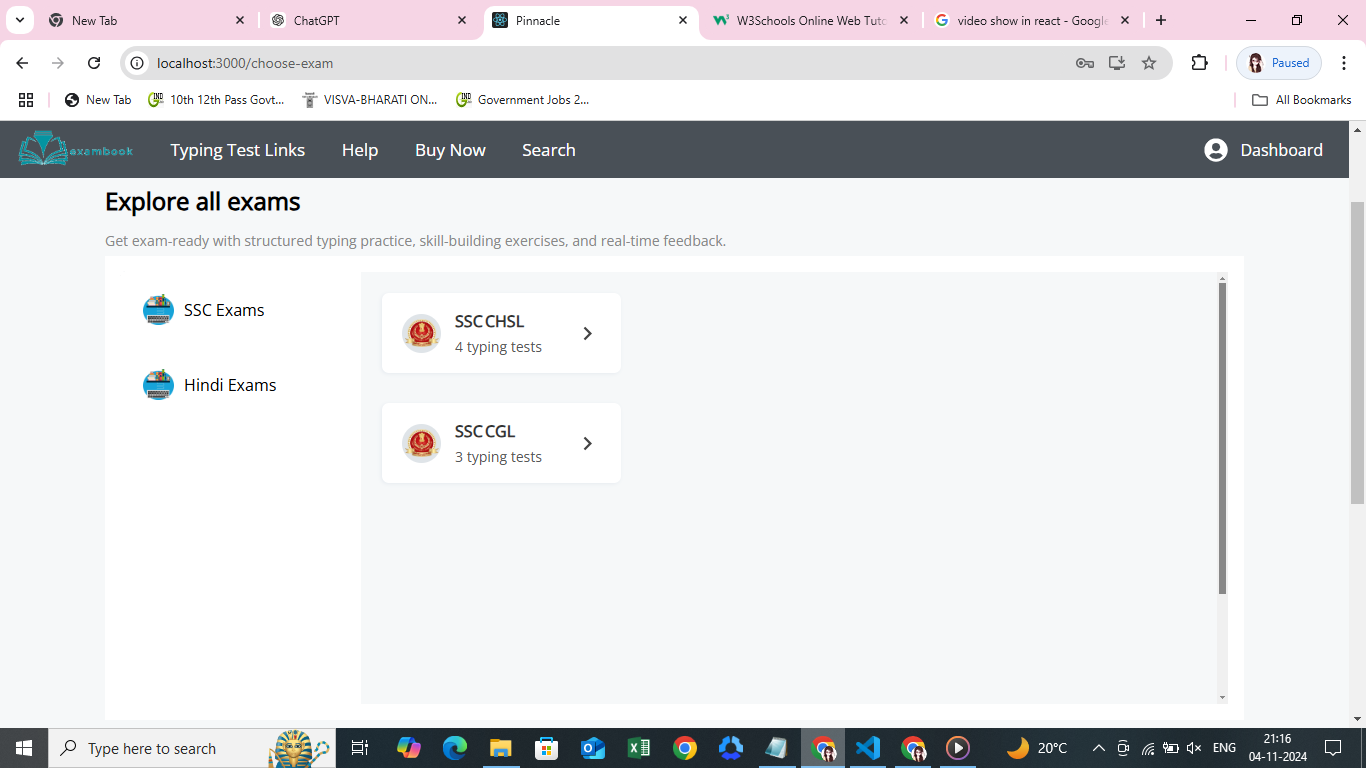 New Tab
ChatGPT
Pinnacle
W3Schools Online Web Tuto
video show in react - Google
localhost:3000/choose-exam
Paused
New Tab
10th 12th Pass Govt...
VISVA-BHARATI ON...
Government Jobs 2...
All Bookmarks
exambook
Typing Test Links
Help
Buy Now
Search
Dashboard
Explore all exams
Get exam-ready with structured typing practice, skill-building exercises, and real-time feedback.
SSC Exams
Hindi Exams
SSC CHSL
4 typing tests
SSC CGL
3 typing tests
Type here to search
20°C
ENG
21:16
04-11-2024